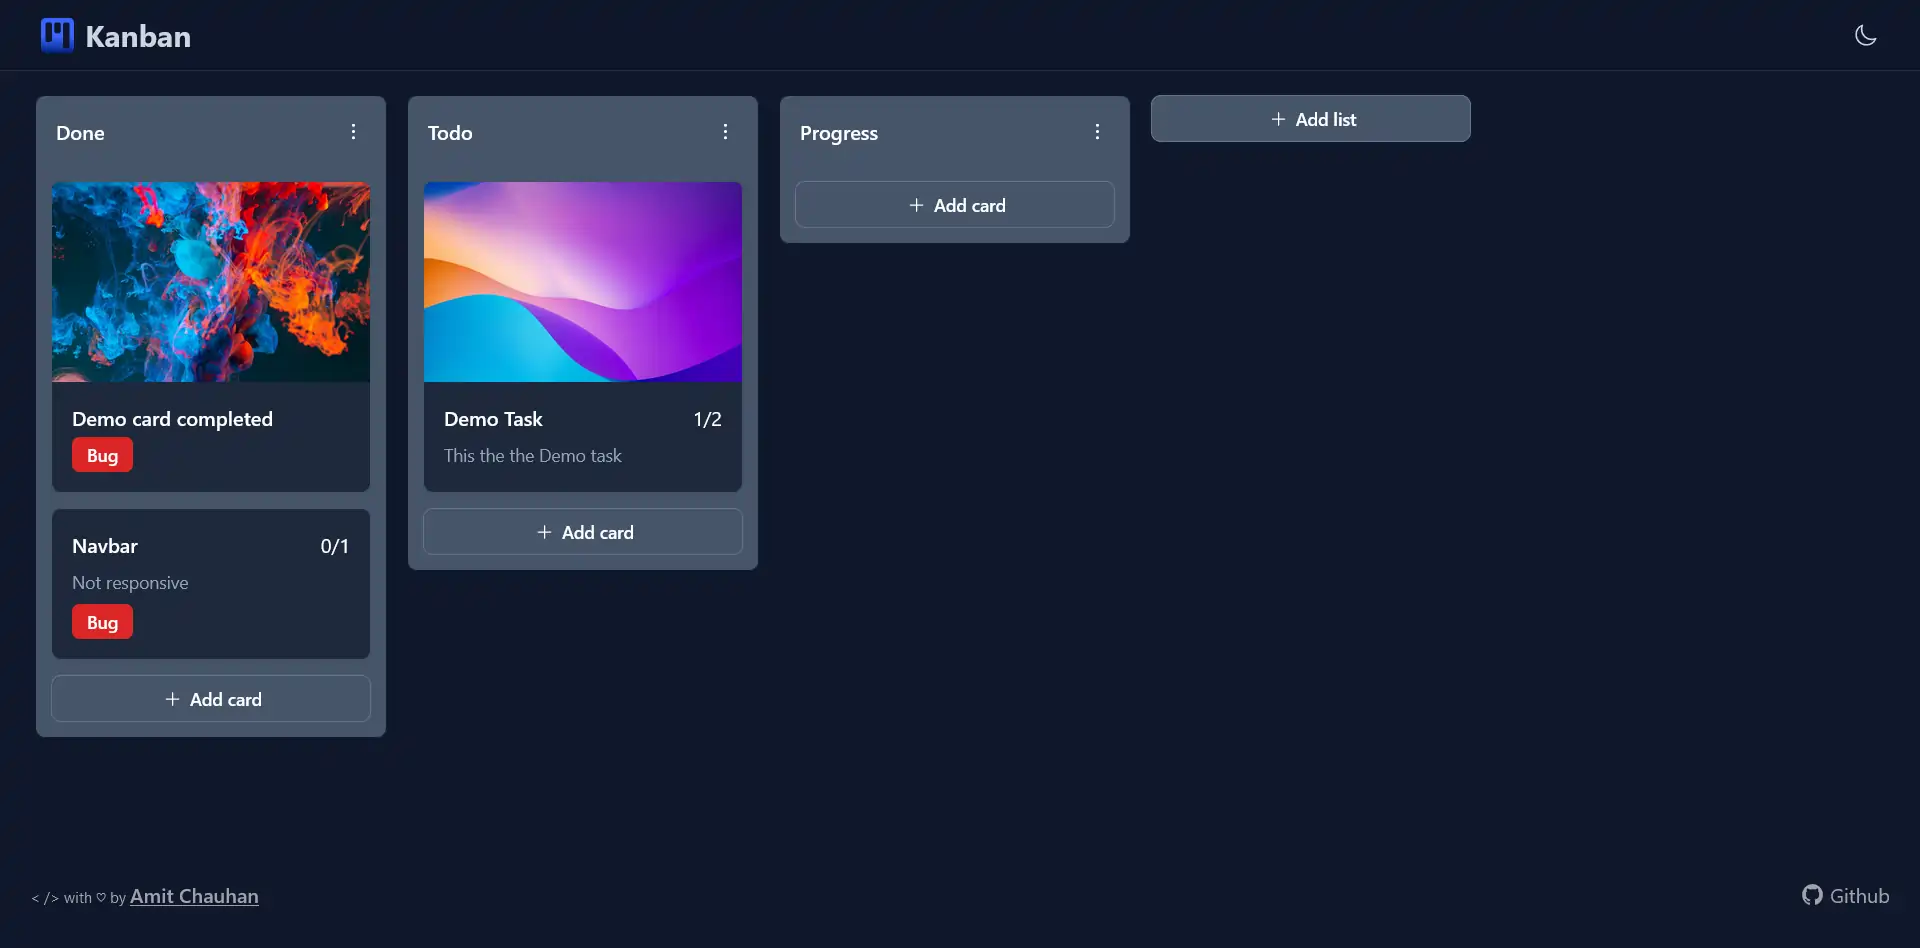 Kanban
Done
Demo card completed
Bug
Navbar 0/1
Not responsive
Bug
+ Add card
Todo
Demo Task 1/2
This the the Demo task
+ Add card
Progress
+ Add card
+ Add list
< /> with ♡ by Amit Chauhan
Github